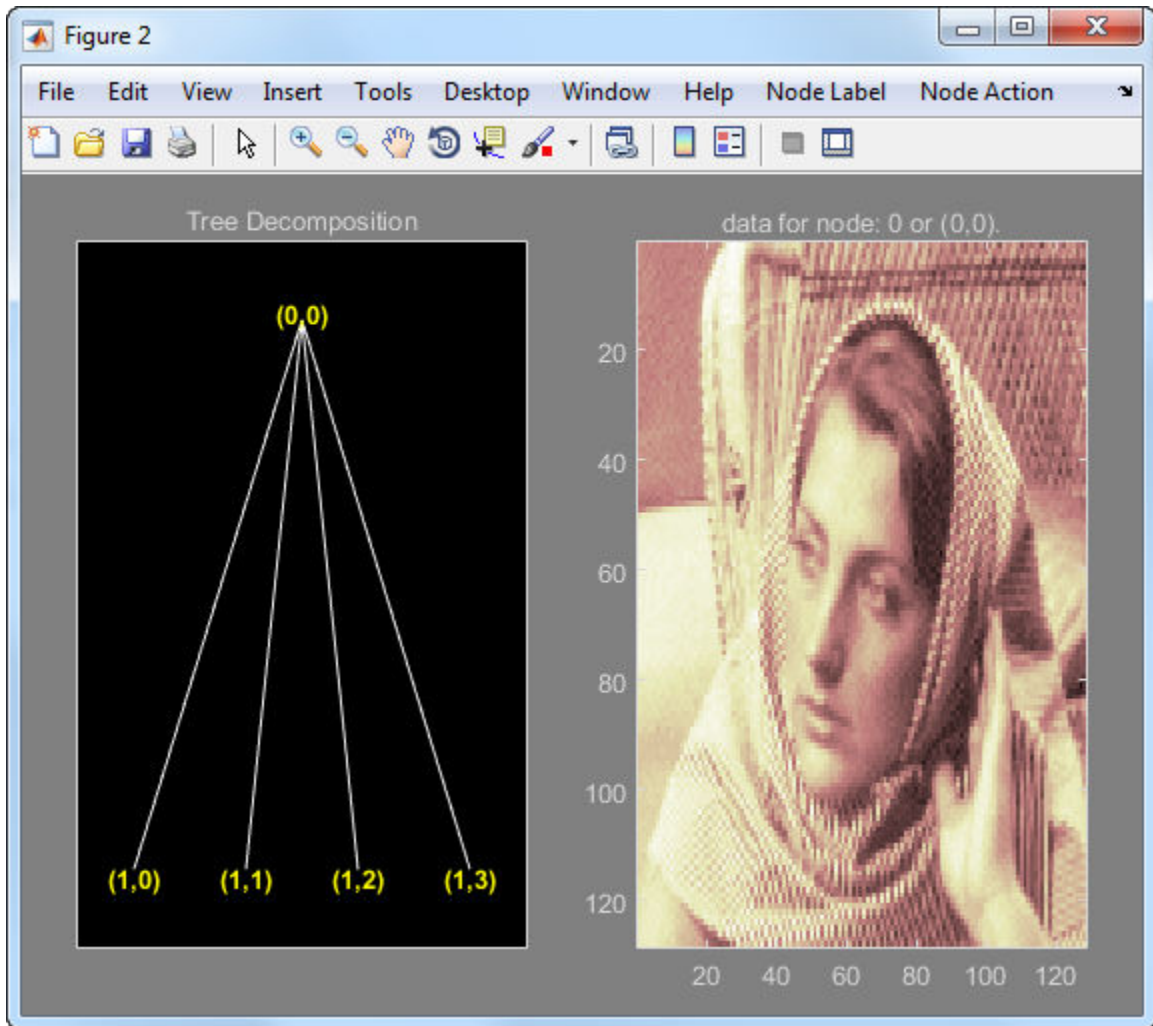 Figure 2
File Edit View Insert Tools Desktop Window Help Node Label Node Action
Tree Decomposition
(0,0)
(1,0) (1,1) (1,2) (1,3)
data for node: 0 or (0,0).
20
40
60
80
100
120
20 40 60 80 100 120